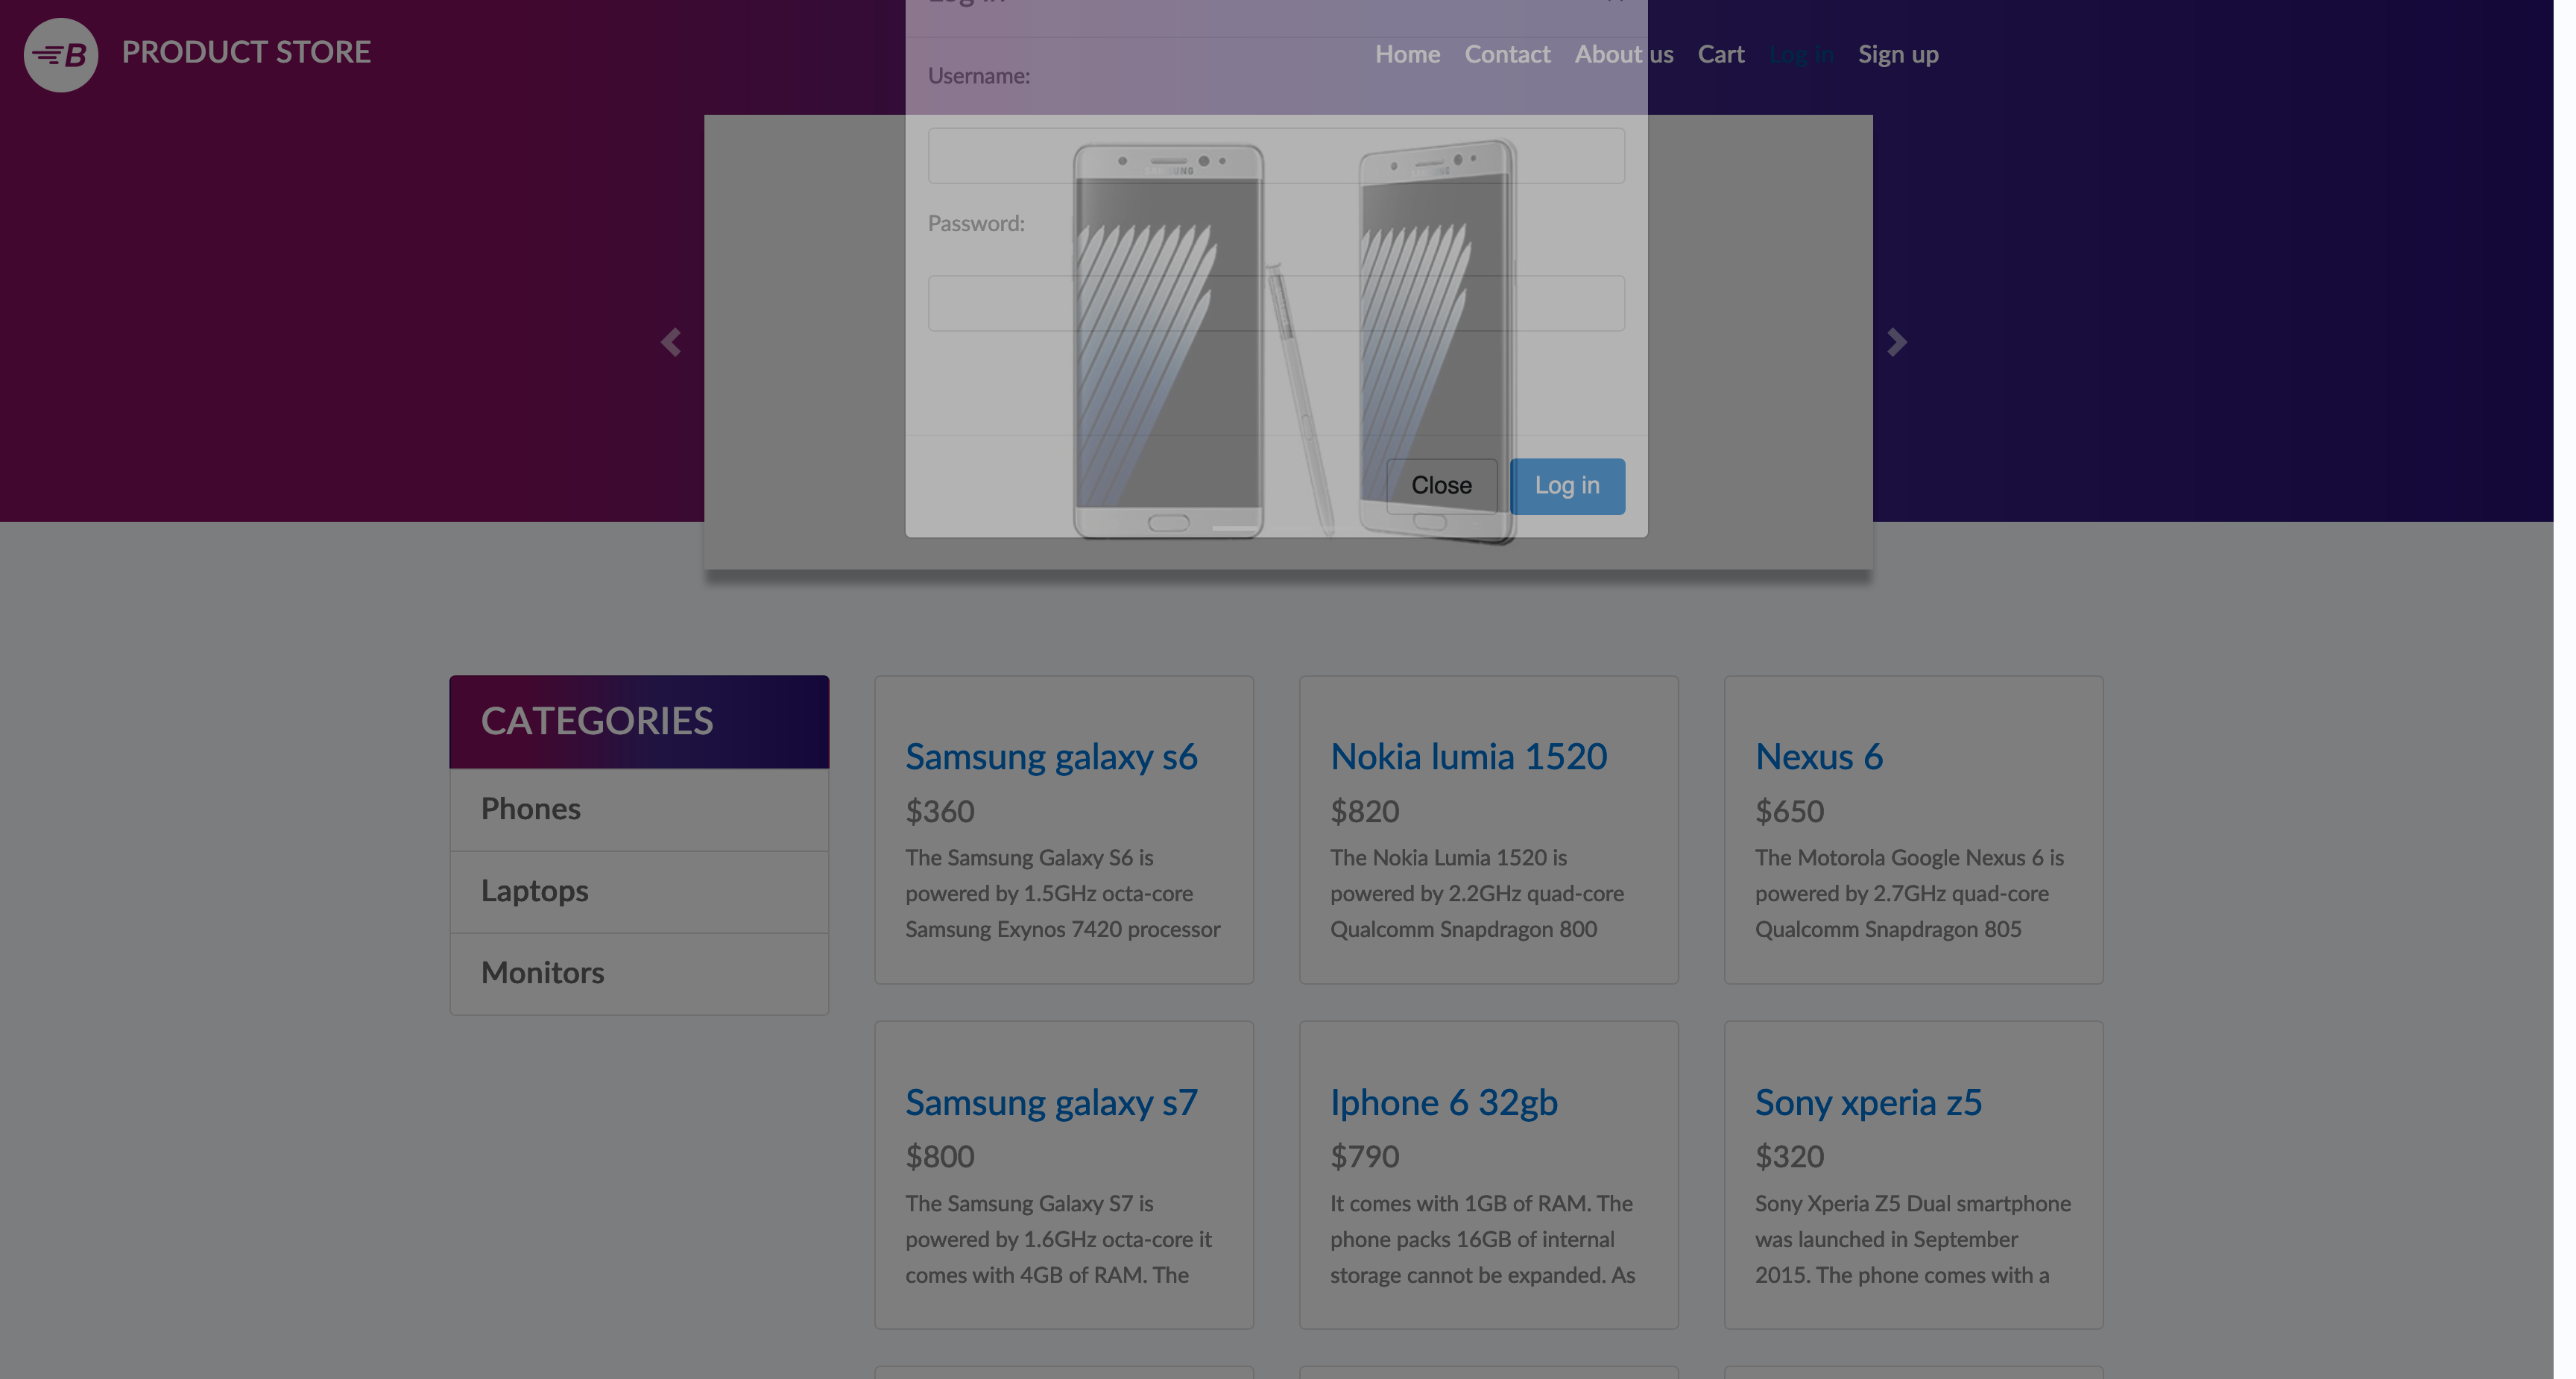 Log in
B PRODUCT STORE
Home Contact About us Cart Log in Sign up
Username:
SAMSUNG
Password:
Close Log in
CATEGORIES
Phones
Laptops
Monitors
Samsung galaxy s6
$360
The Samsung Galaxy S6 is
powered by 1.5GHz octa-core
Samsung Exynos 7420 processor
Nokia lumia 1520
$820
The Nokia Lumia 1520 is
powered by 2.2GHz quad-core
Qualcomm Snapdragon 800
Nexus 6
$650
The Motorola Google Nexus 6 is
powered by 2.7GHz quad-core
Qualcomm Snapdragon 805
Samsung galaxy s7
$800
The Samsung Galaxy S7 is
powered by 1.6GHz octa-core it
comes with 4GB of RAM. The
Iphone 6 32gb
$790
It comes with 1GB of RAM. The
phone packs 16GB of internal
storage cannot be expanded. As
Sony xperia z5
$320
Sony Xperia Z5 Dual smartphone
was launched in September
2015. The phone comes with a